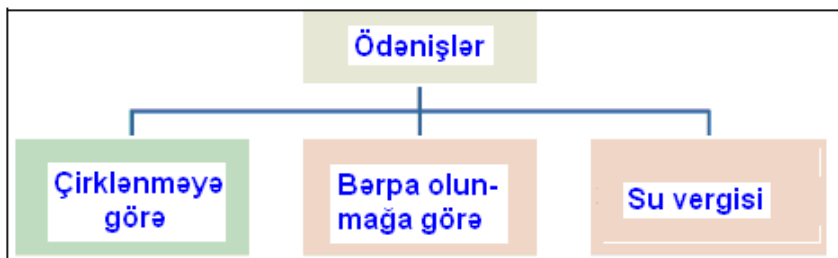 Ödənişlər
Çirklənməyə
görə
Bərpa olun-
mağa görə
Su vergisi